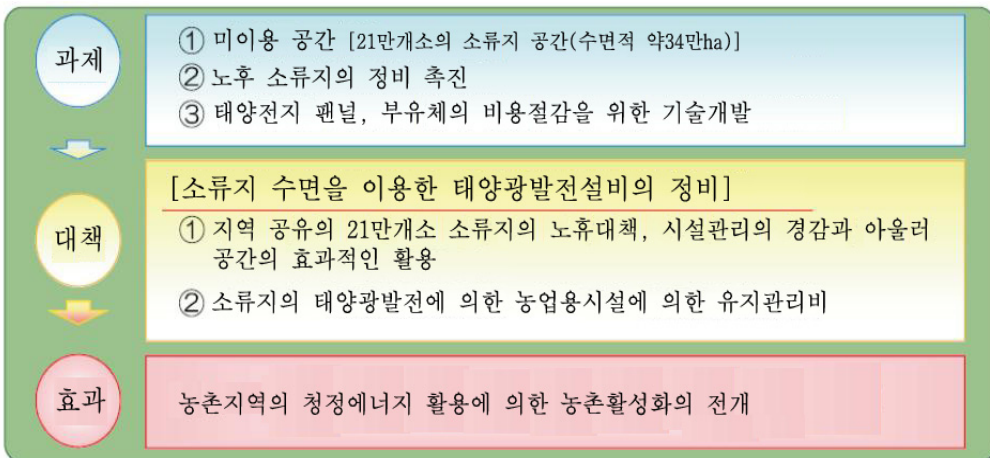 과제
① 미이용 공간 [21만개소의 소류지 공간(수면적 약34만ha)]
② 노후 소류지의 정비 촉진
③ 태양전지 팬널, 부유체의 비용절감을 위한 기술개발
대책
[소류지 수면을 이용한 태양광발전설비의 정비]
① 지역 공유의 21만개소 소류지의 노후대책, 시설관리의 경감과 아울러
공간의 효과적인 활용
② 소류지의 태양광발전에 의한 농업용시설에 의한 유지관리비
효과
농촌지역의 청정에너지 활용에 의한 농촌활성화의 전개